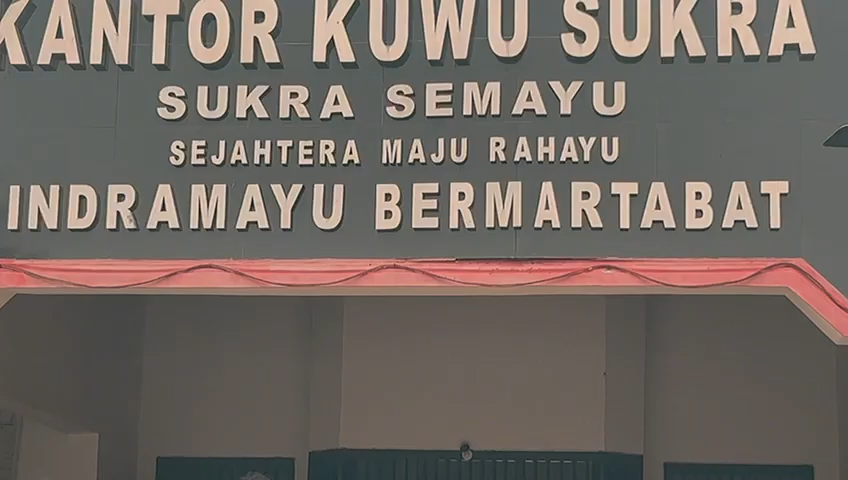 KANTOR KUWU SUKRA
SUKRA SEMAYU
SEJAHTERA MAJU RAHAYU
INDRAMAYU BERMARTABAT